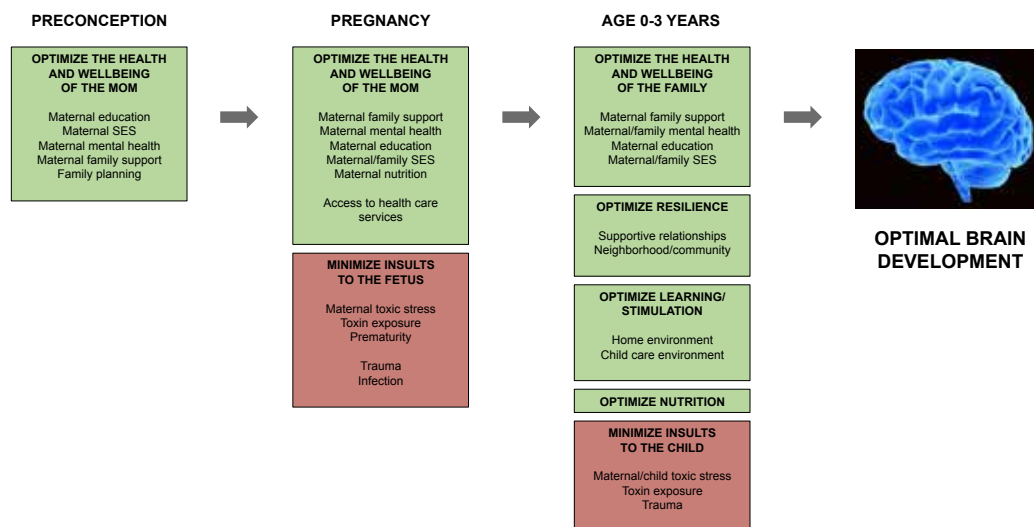 PRECONCEPTION
OPTIMIZE THE HEALTH
AND WELLBEING
OF THE MOM
Maternal education
Maternal SES
Maternal mental health
Maternal family support
Family planning
PREGNANCY
OPTIMIZE THE HEALTH
AND WELLBEING
OF THE MOM
Maternal family support
Maternal mental health
Maternal education
Maternal/family SES
Maternal nutrition
Access to health care
services
MINIMIZE INSULTS
TO THE FETUS
Maternal toxic stress
Toxin exposure
Prematurity
Trauma
Infection
AGE 0-3 YEARS
OPTIMIZE THE HEALTH
AND WELLBEING
OF THE FAMILY
Maternal family support
Maternal/family mental health
Maternal education
Maternal/family SES
OPTIMIZE RESILIENCE
Supportive relationships
Neighborhood/community
OPTIMIZE LEARNING/
STIMULATION
Home environment
Child care environment
OPTIMIZE NUTRITION
MINIMIZE INSULTS
TO THE CHILD
Maternal/child toxic stress
Toxin exposure
Trauma
OPTIMAL BRAIN
DEVELOPMENT